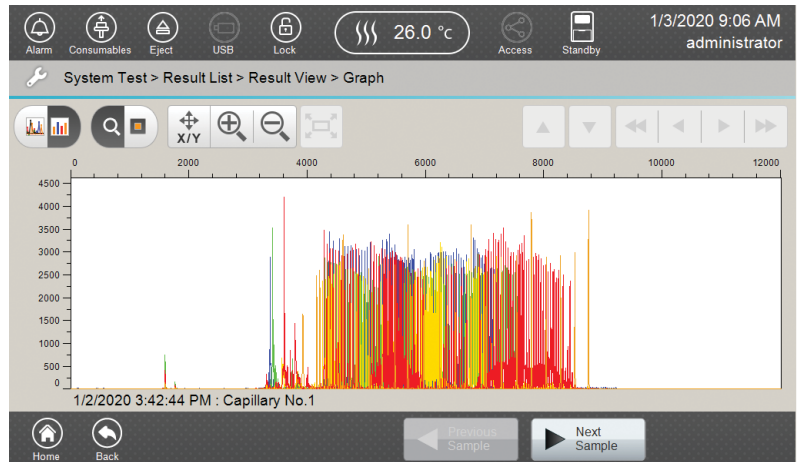 Alarm
Consumables
Eject
USB
Lock
26.0 °c
Access
Standby
1/3/2020 9:06 AM
administrator
System Test > Result List > Result View > Graph
X/Y
0 2000 4000 6000 8000 10000 12000
4500
4000
3500
3000
2500
2000
1500
1000
500
0
1/2/2020 3:42:44 PM : Capillary No.1
Home
Back
Previous
Sample
Next
Sample